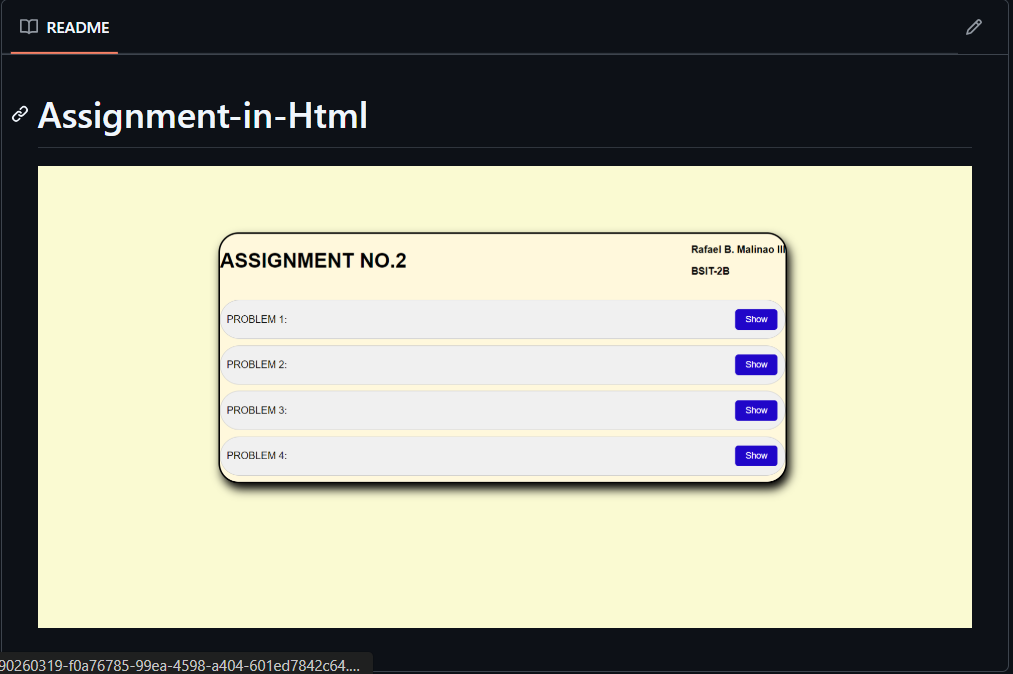 README
Assignment-in-Html
ASSIGNMENT NO.2
Rafael B. Malinao III
BSIT-2B
PROBLEM 1:
Show
PROBLEM 2:
Show
PROBLEM 3:
Show
PROBLEM 4:
Show
90260319-f0a76785-99ea-4598-a404-601ed7842c64....